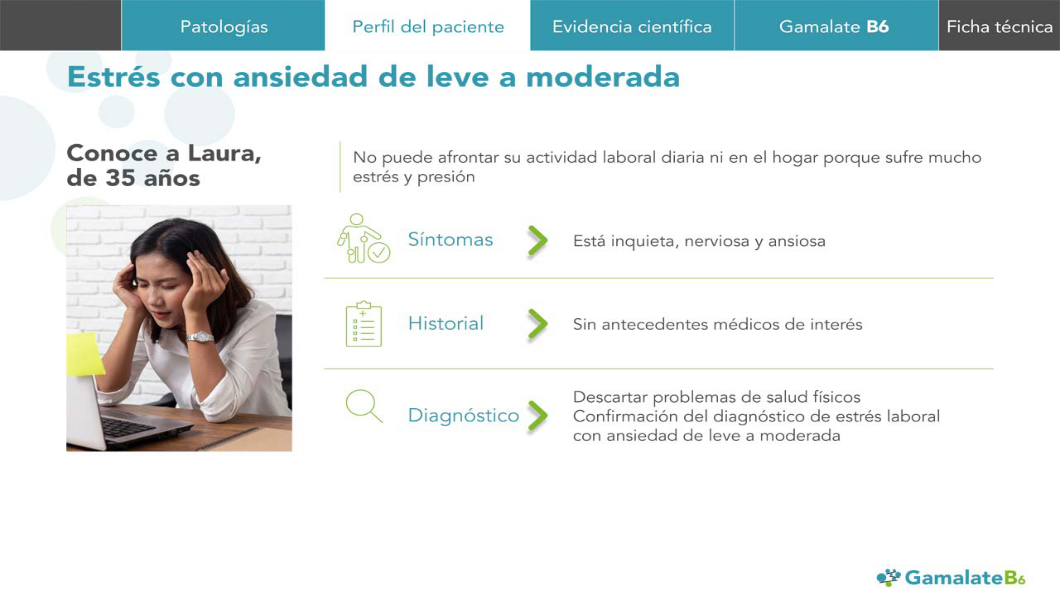 Patologías
Perfil del paciente
Evidencia científica
Gamalate B6
Ficha técnica
Estrés con ansiedad de leve a moderada
Conoce a Laura,
de 35 años
No puede afrontar su actividad laboral diaria ni en el hogar porque sufre mucho
estrés y presión
Síntomas
Está inquieta, nerviosa y ansiosa
Historial
Sin antecedentes médicos de interés
Diagnóstico
Descartar problemas de salud físicos
Confirmación del diagnóstico de estrés laboral
con ansiedad de leve a moderada
GamalateB6